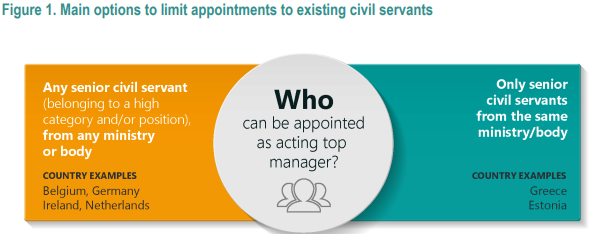 Figure 1. Main options to limit appointments to existing civil servants
Any senior civil servant
(belonging to a high
category and/or position),
from any ministry
or body
COUNTRY EXAMPLES
Belgium, Germany
Ireland, Netherlands
Who
can be appointed
as acting top
manager?
Only senior
civil servants
from the same
ministry/body
COUNTRY EXAMPLES
Greece
Estonia